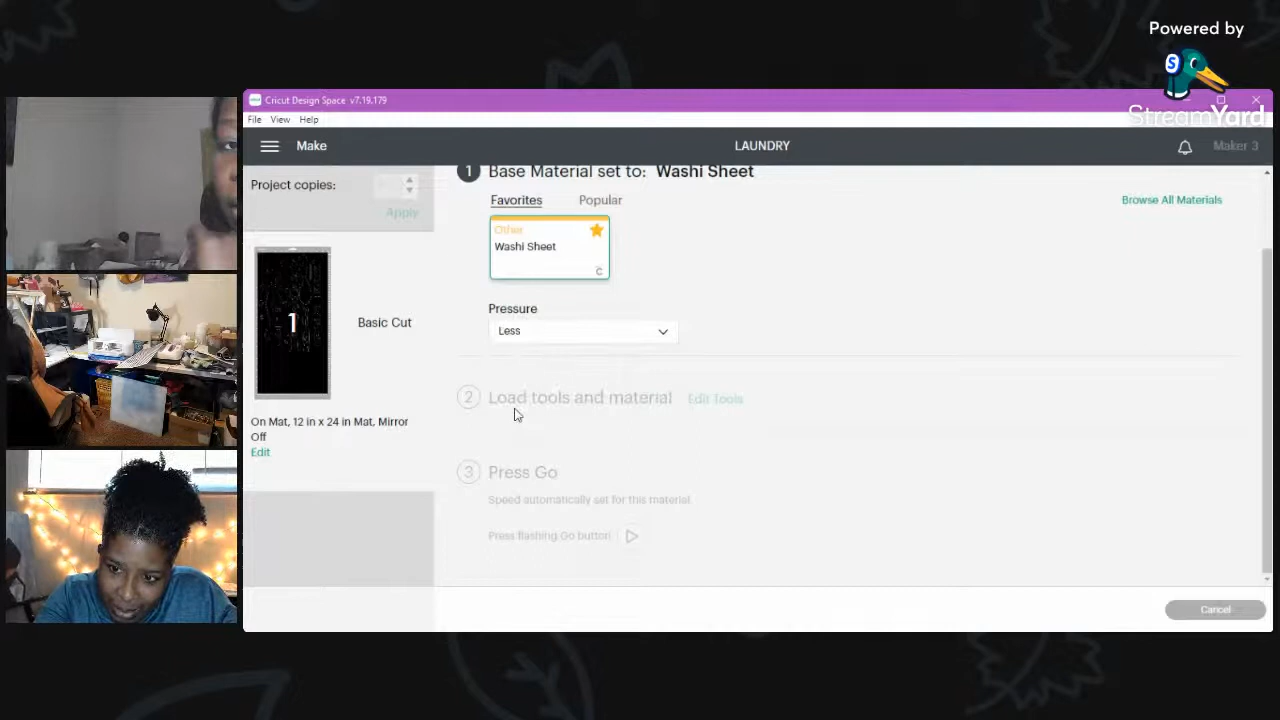 Powered by
S
StreamYard
Cricut Design Space v7.19.179
File View Help
Make
LAUNDRY
Maker 3
Project copies:
Apply
1 Base Material set to: Washi Sheet
Favorites Popular
Browse All Materials
Other
Washi Sheet
C
Pressure
Less
1
Basic Cut
On Mat, 12 in x 24 in Mat, Mirror
Off
Edit
2 Load tools and material Edit Tools
3 Press Go
Speed automatically set for this material
Press flashing Go button
Cancel